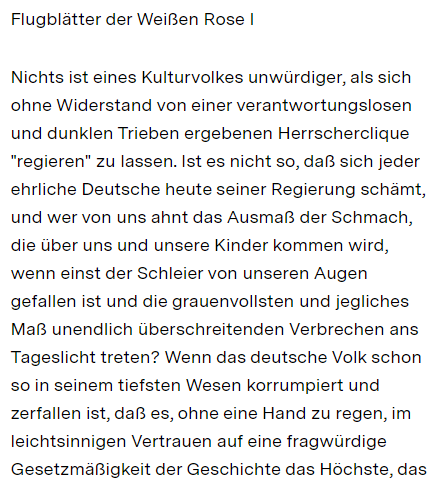 Flugblätter der Weißen Rose I
Nichts ist eines Kulturvolkes unwürdiger, als sich
ohne Widerstand von einer verantwortungslosen
und dunklen Trieben ergebenen Herrscherclique
"regieren" zu lassen. Ist es nicht so, daß sich jeder
ehrliche Deutsche heute seiner Regierung schämt,
und wer von uns ahnt das Ausmaß der Schmach,
die über uns und unsere Kinder kommen wird,
wenn einst der Schleier von unseren Augen
gefallen ist und die grauenvollsten und jegliches
Maß unendlich überschreitenden Verbrechen ans
Tageslicht treten? Wenn das deutsche Volk schon
so in seinem tiefsten Wesen korrumpiert und
zerfallen ist, daß es, ohne eine Hand zu regen, im
leichtsinnigen Vertrauen auf eine fragwürdige
Gesetzmäßigkeit der Geschichte das Höchste, das